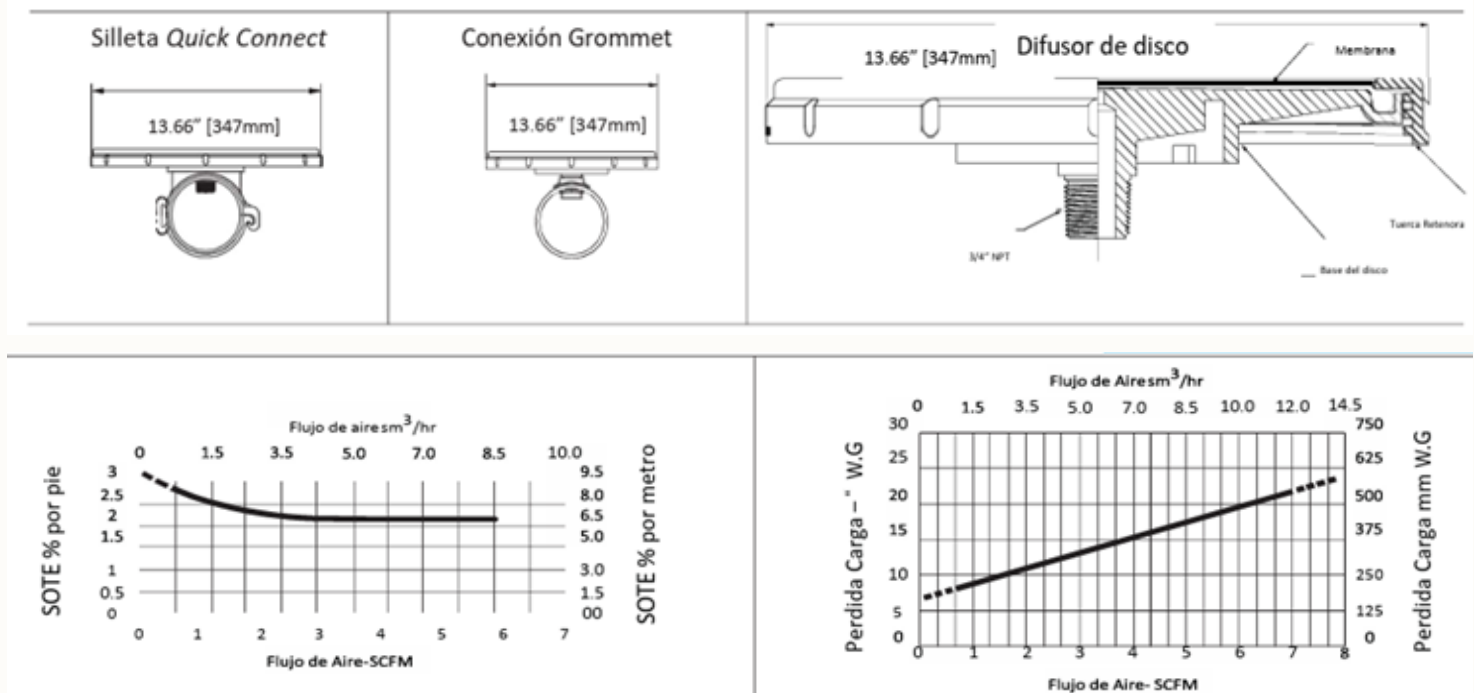 Silleta Quick Connect
13.66" [347mm]
Conexión Grommet
13.66" [347mm]
Difusor de disco
13.66" [347mm]
Membrana
Tuerca Retenora
3/4" NPT
Base del disco
Flujo de aire sm³/hr
0 1.5 3.5 5.0 7.0 8.5 10.0
SOTE % por pie
3
2.5
2
1.5
1
0.5
0
9.5
8.0
6.5
5.0
3.0
1.5
00
SOTE % por metro
0 1 2 3 4 5 6 7
Flujo de Aire-SCFM
Flujo de Aire sm³/hr
0 1.5 3.5 5.0 7.0 8.5 10.0 12.0 14.5
Perdida Carga – " W.G
30
25
20
15
10
5
0
750
625
500
375
250
125
0
Perdida Carga mm W.G
0 1 2 3 4 5 6 7 8
Flujo de Aire- SCFM